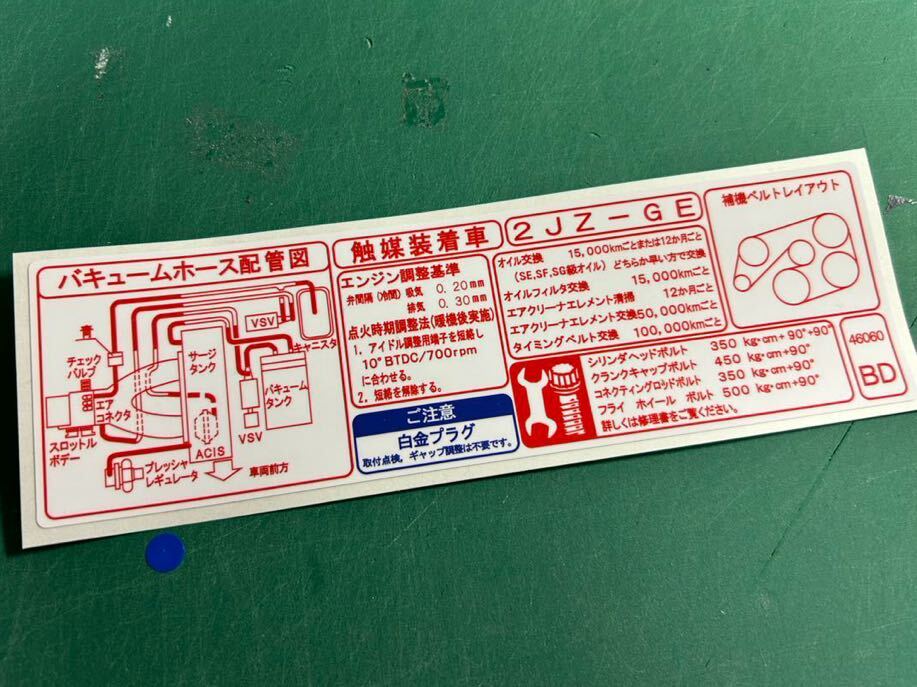 バキュームホース配管図
青
チェック
バルブ
エア
コネクタ
スロットル
ボデー
プレッシャ
レギュレータ
サージ
タンク
ACIS
車両前方
VSV
キャニスタ
バキューム
タンク
VSV
触媒装着車
エンジン調整基準
弁間隔(冷間) 吸気 0.20mm
排気 0.30mm
点火時期調整法(暖機後実施)
1. アイドル調整用端子を短絡し
10°BTDC/700rpm
に合わせる。
2. 短絡を解除する。
ご注意
白金プラグ
取付点検，ギャップ調整は不要です。
2JZ-GE
オイル交換 15,000kmごとまたは12か月ごと
(SE,SF,SG級オイル) どちらか早い方で交換
オイルフィルタ交換 15,000kmごと
エアクリーナエレメント清掃 12か月ごと
エアクリーナエレメント交換50,000kmごと
タイミングベルト交換 100,000kmごと
シリンダヘッドボルト 350 kg・cm+90°+90°
クランクキャップボルト 450 kg・cm+90°
コネクティングロッドボルト 350 kg・cm+90°
フライ ホイール ボルト 500 kg・cm+90°
詳しくは修理書をご覧ください。
補機ベルトレイアウト
46060
BD